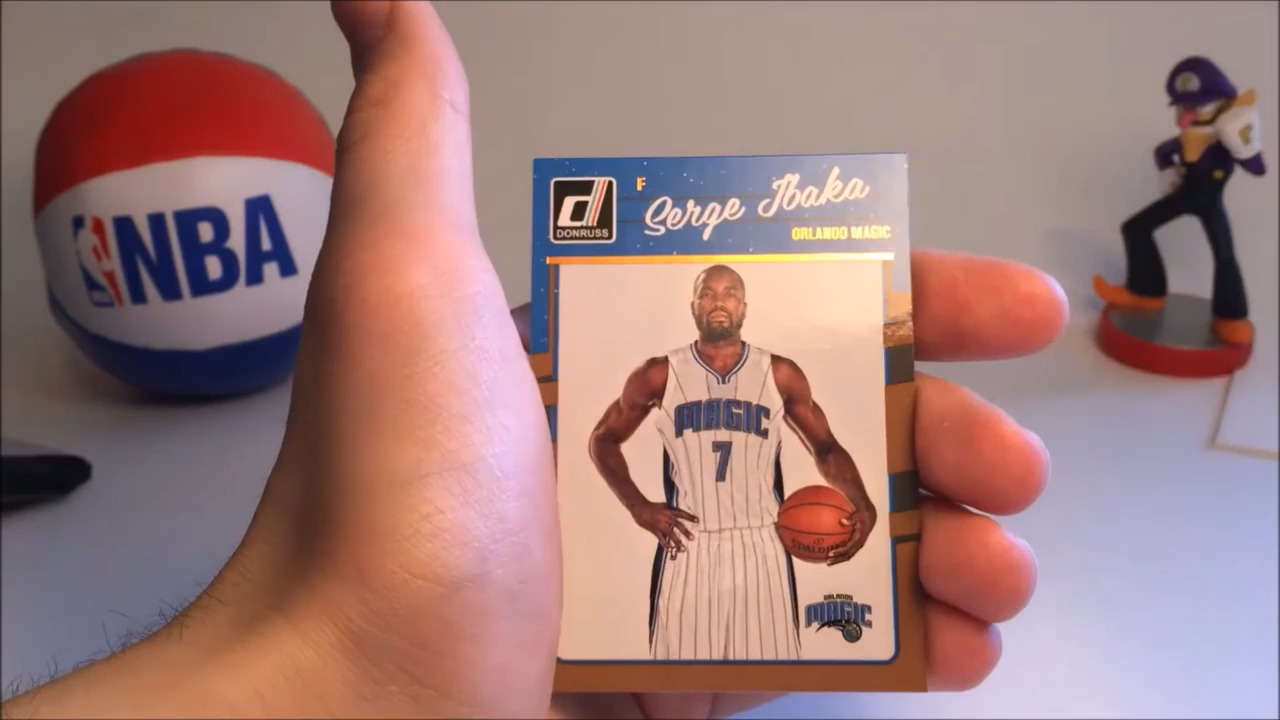 NBA
F
Serge Ibaka
DONRUSS
ORLANDO MAGIC
MAGIC
7
SPALDING
ORLANDO
MAGIC